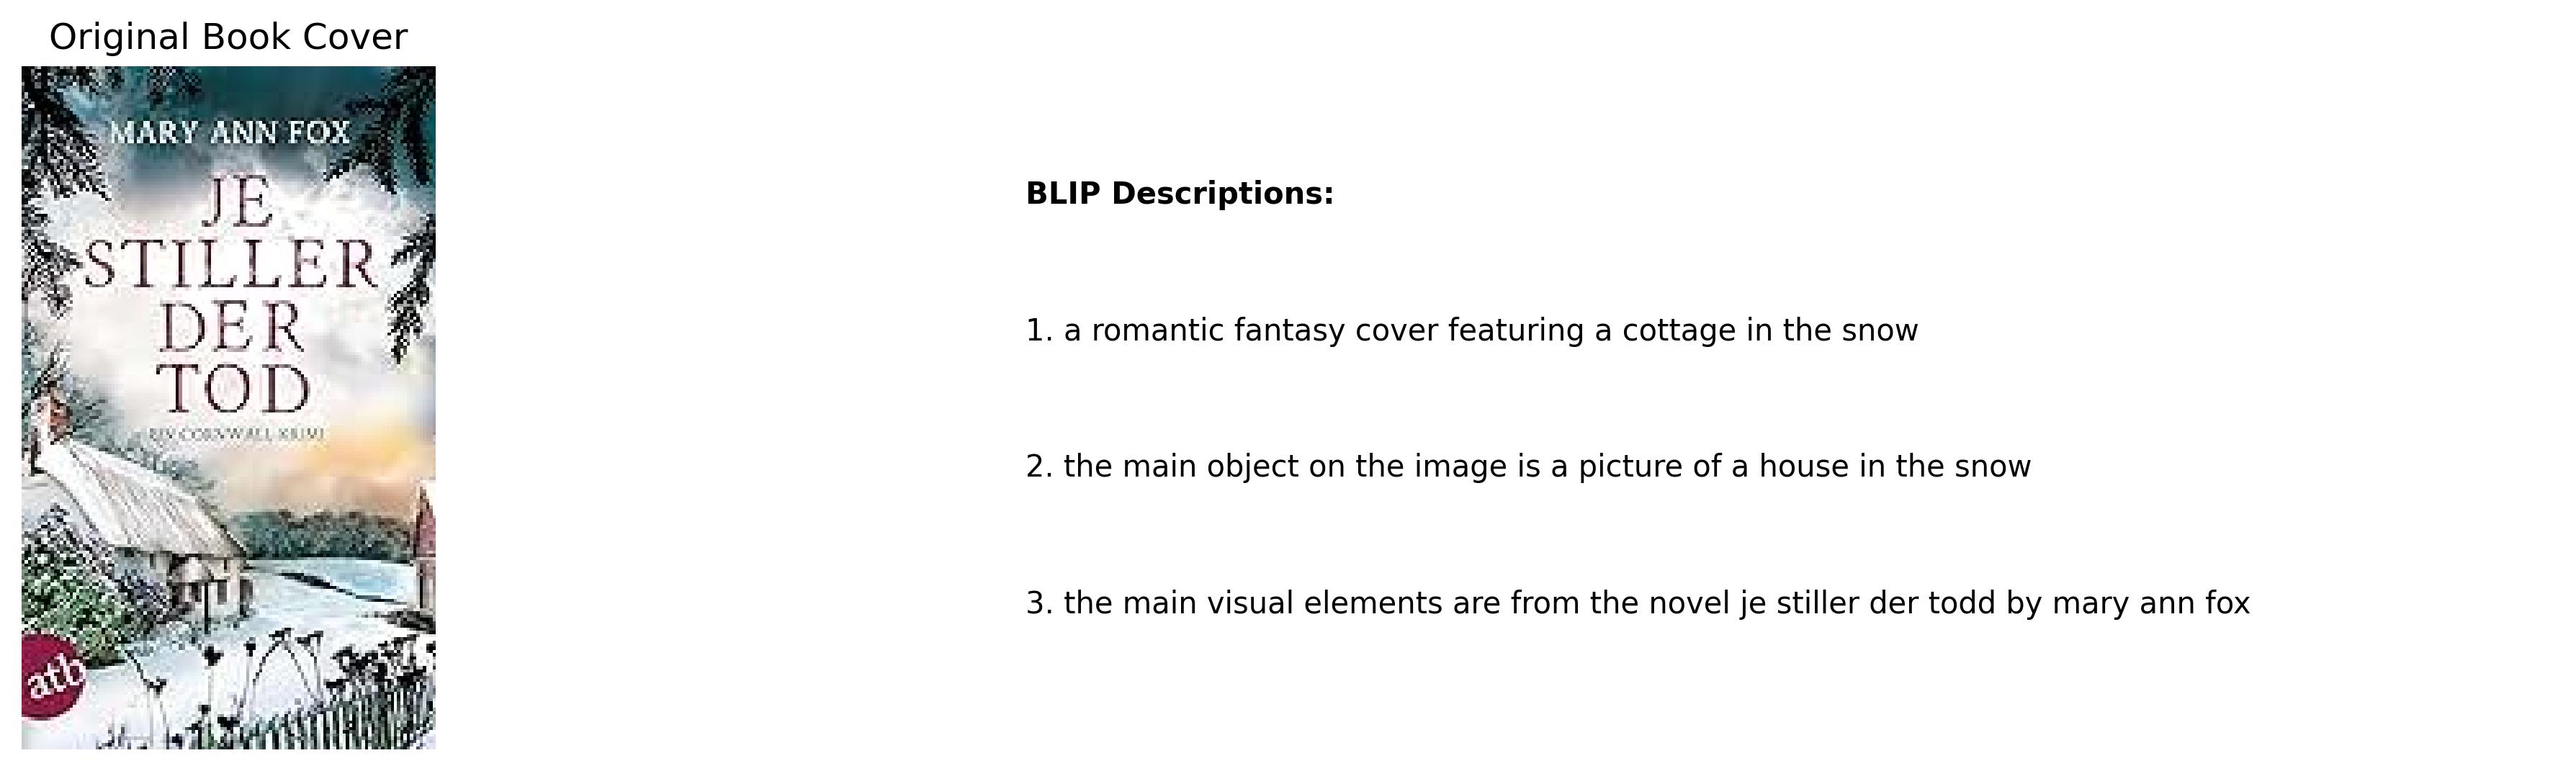 Original Book Cover
MARY ANN FOX
JE
STILLER
DER
TOD
EIN CORNWALL-KRIMI
atb
BLIP Descriptions:
1. a romantic fantasy cover featuring a cottage in the snow
2. the main object on the image is a picture of a house in the snow
3. the main visual elements are from the novel je stiller der todd by mary ann fox